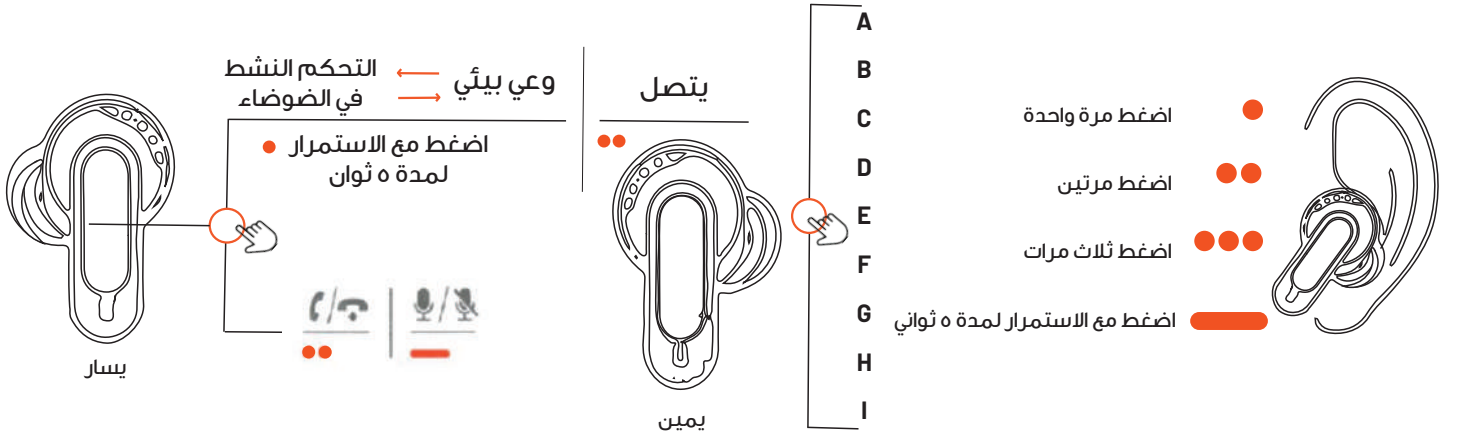 التحكم النشط
في الضوضاء
وعي بيئي
اضغط مع الاستمرار
لمدة ٥ ثوان
يسار
يتصل
يمين
A
B
C
D
E
F
G
H
I
اضغط مرة واحدة
اضغط مرتين
اضغط ثلاث مرات
اضغط مع الاستمرار لمدة ٥ ثواني